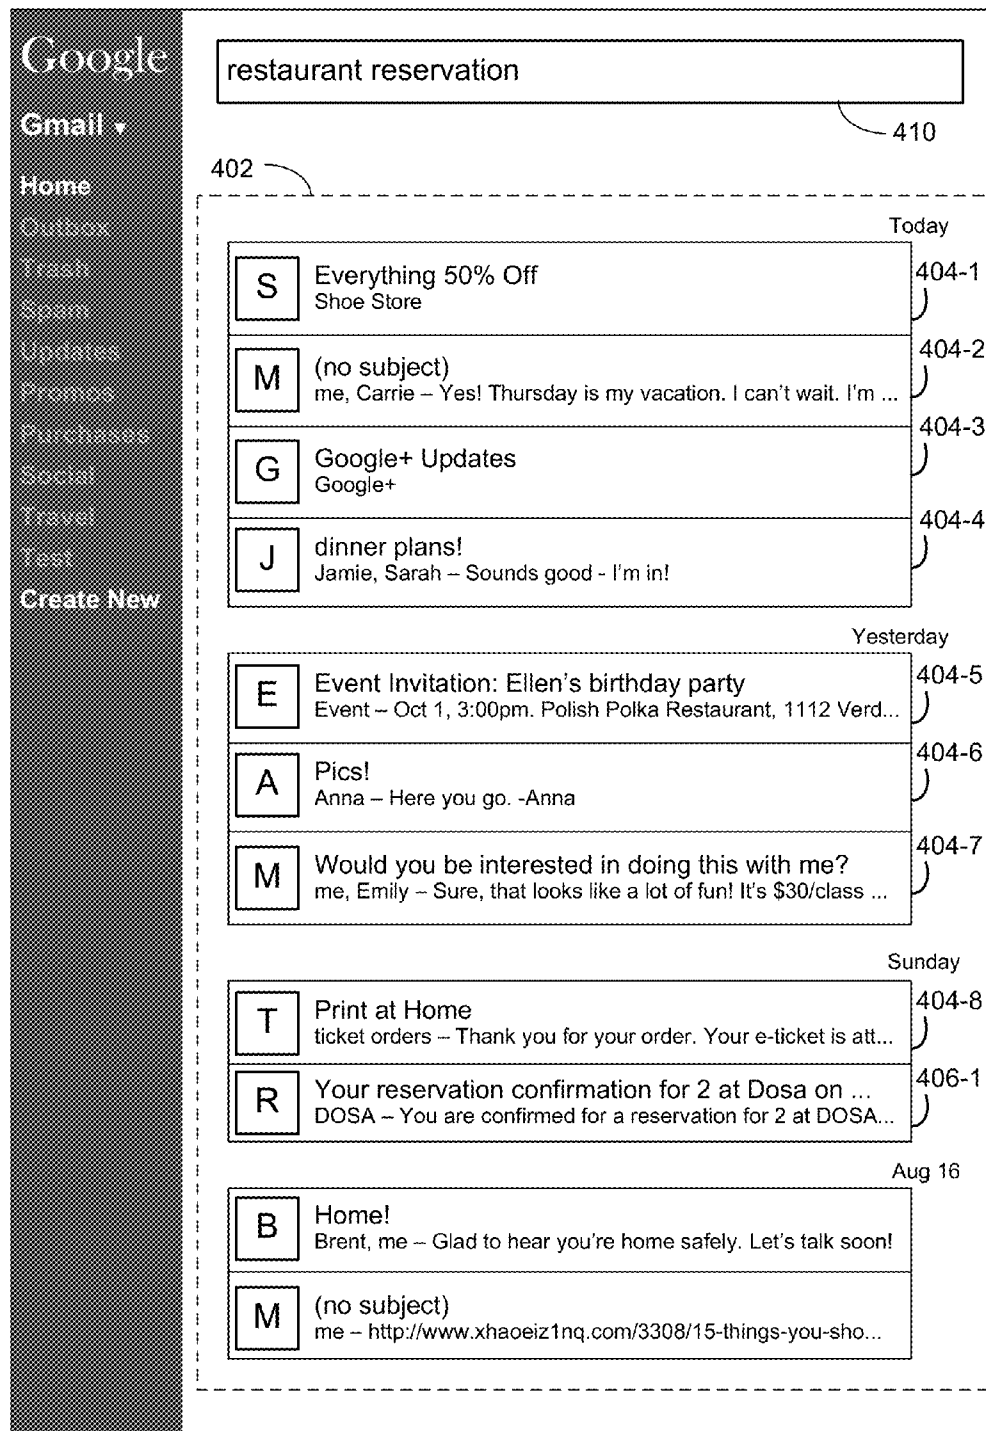 Google
Gmail ▾
Home
Outbox
Trash
Spam
Updates
Promos
Purchases
Social
Travel
Test
Create New
restaurant reservation
410
402
Today
S
Everything 50% Off
Shoe Store
404-1
M
(no subject)
me, Carrie – Yes! Thursday is my vacation. I can't wait. I'm ...
404-2
G
Google+ Updates
Google+
404-3
J
dinner plans!
Jamie, Sarah – Sounds good - I'm in!
404-4
Yesterday
E
Event Invitation: Ellen's birthday party
Event – Oct 1, 3:00pm. Polish Polka Restaurant, 1112 Verd...
404-5
A
Pics!
Anna – Here you go. -Anna
404-6
M
Would you be interested in doing this with me?
me, Emily – Sure, that looks like a lot of fun! It's $30/class ...
404-7
Sunday
T
Print at Home
ticket orders – Thank you for your order. Your e-ticket is att...
404-8
R
Your reservation confirmation for 2 at Dosa on ...
DOSA – You are confirmed for a reservation for 2 at DOSA...
406-1
Aug 16
B
Home!
Brent, me – Glad to hear you're home safely. Let's talk soon!
M
(no subject)
me – http://www.xhaoeiz1nq.com/3308/15-things-you-sho...